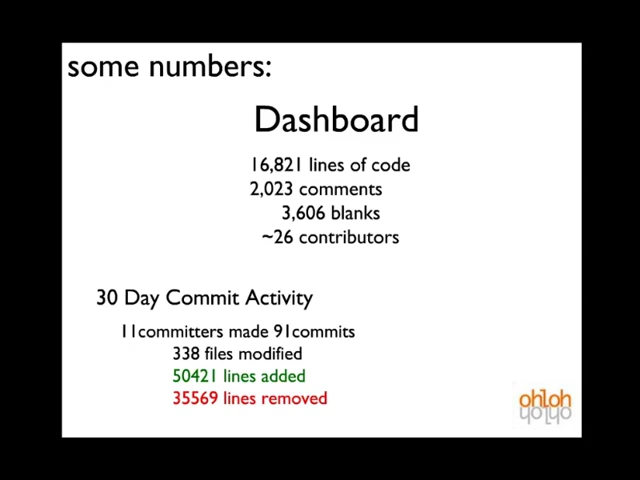 some numbers:
Dashboard
16,821 lines of code
2,023 comments
3,606 blanks
~26 contributors
30 Day Commit Activity
11committers made 91commits
338 files modified
50421 lines added
35569 lines removed
ohloh